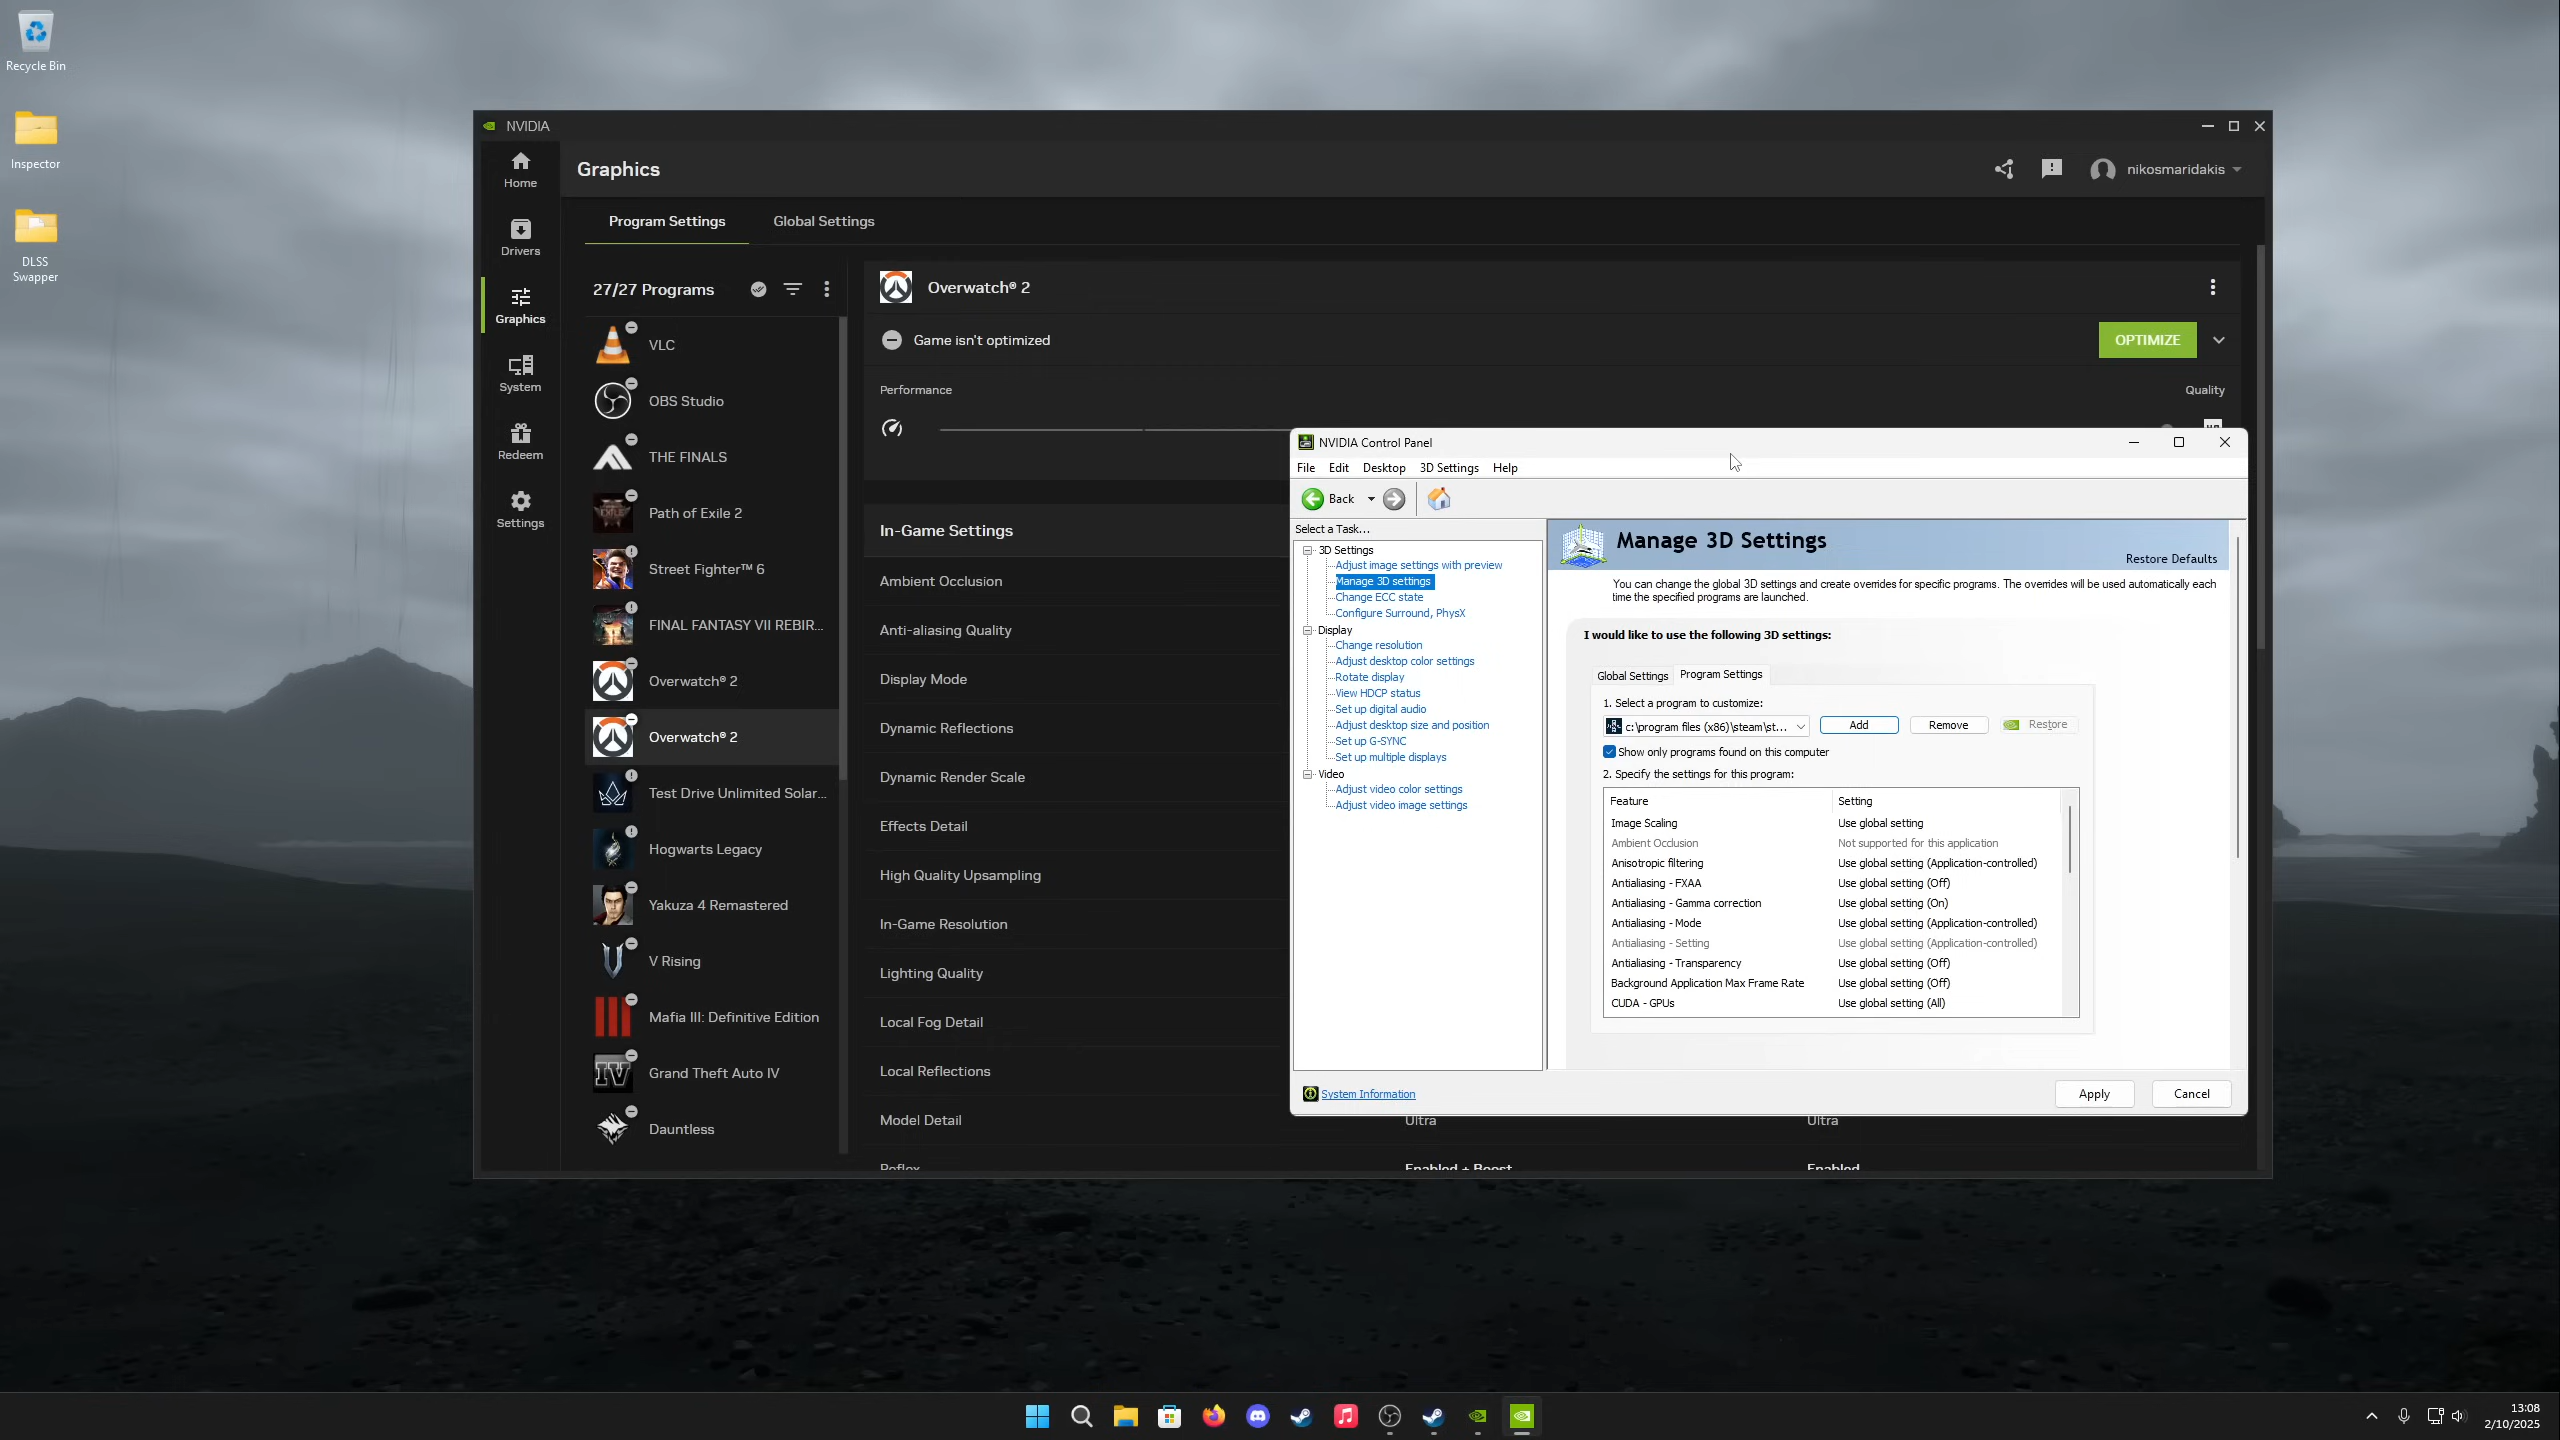 Recycle Bin
Inspector
DLSS
Swapper
NVIDIA
Home
Drivers
Graphics
System
Redeem
Settings
Graphics
nikosmaridakis
Program Settings
Global Settings
27/27 Programs
VLC
OBS Studio
THE FINALS
Path of Exile 2
Street Fighter™ 6
FINAL FANTASY VII REBIR...
Overwatch® 2
Overwatch® 2
Test Drive Unlimited Solar...
Hogwarts Legacy
Yakuza 4 Remastered
V Rising
Mafia III: Definitive Edition
Grand Theft Auto IV
Dauntless
Overwatch® 2
Game isn't optimized
OPTIMIZE
Performance
Quality
In-Game Settings
Ambient Occlusion
Anti-aliasing Quality
Display Mode
Dynamic Reflections
Dynamic Render Scale
Effects Detail
High Quality Upsampling
In-Game Resolution
Lighting Quality
Local Fog Detail
Local Reflections
Model Detail Ultra Ultra
Reflex Enabled + Boost Enabled
NVIDIA Control Panel
File Edit Desktop 3D Settings Help
Back
Select a Task...
3D Settings
Adjust image settings with preview
Manage 3D settings
Change ECC state
Configure Surround, PhysX
Display
Change resolution
Adjust desktop color settings
Rotate display
View HDCP status
Set up digital audio
Adjust desktop size and position
Set up G-SYNC
Set up multiple displays
Video
Adjust video color settings
Adjust video image settings
System Information
Manage 3D Settings
Restore Defaults
You can change the global 3D settings and create overrides for specific programs. The overrides will be used automatically each
time the specified programs are launched.
I would like to use the following 3D settings:
Global Settings Program Settings
1. Select a program to customize:
c:\program files (x86)\steam\st... Add Remove Restore
Show only programs found on this computer
2. Specify the settings for this program:
Feature Setting
Image Scaling Use global setting
Ambient Occlusion Not supported for this application
Anisotropic filtering Use global setting (Application-controlled)
Antialiasing - FXAA Use global setting (Off)
Antialiasing - Gamma correction Use global setting (On)
Antialiasing - Mode Use global setting (Application-controlled)
Antialiasing - Setting Use global setting (Application-controlled)
Antialiasing - Transparency Use global setting (Off)
Background Application Max Frame Rate Use global setting (Off)
CUDA - GPUs Use global setting (All)
Apply Cancel
13:08
2/10/2025